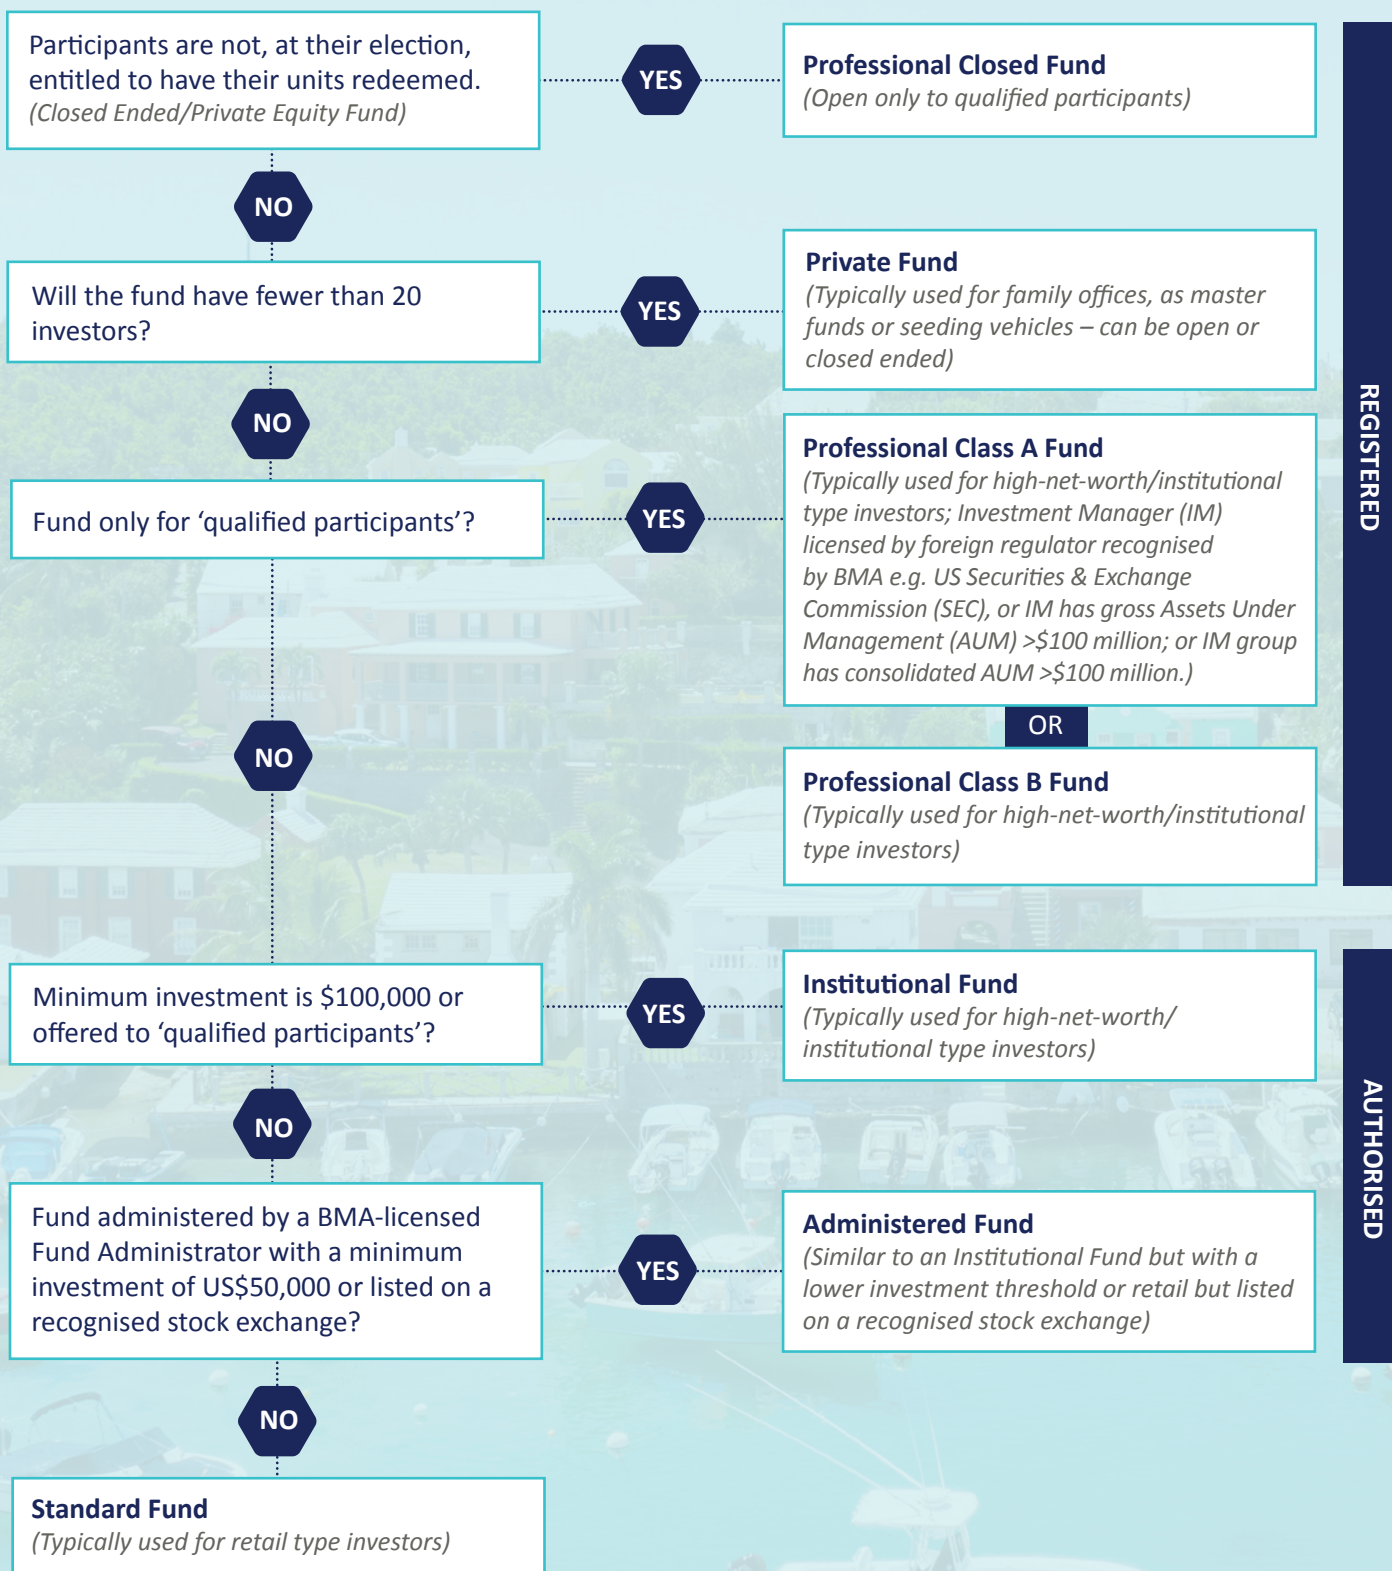 Participants are not, at their election,
entitled to have their units redeemed.
(Closed Ended/Private Equity Fund)
YES
Professional Closed Fund
(Open only to qualified participants)
NO
Will the fund have fewer than 20
investors?
YES
Private Fund
(Typically used for family offices, as master
funds or seeding vehicles – can be open or
closed ended)
NO
Fund only for ‘qualified participants’?
YES
Professional Class A Fund
(Typically used for high-net-worth/institutional
type investors; Investment Manager (IM)
licensed by foreign regulator recognised
by BMA e.g. US Securities & Exchange
Commission (SEC), or IM has gross Assets Under
Management (AUM) >$100 million; or IM group
has consolidated AUM >$100 million.)
OR
Professional Class B Fund
(Typically used for high-net-worth/institutional
type investors)
REGISTERED
NO
Minimum investment is $100,000 or
offered to ‘qualified participants’?
YES
Institutional Fund
(Typically used for high-net-worth/
institutional type investors)
NO
Fund administered by a BMA-licensed
Fund Administrator with a minimum
investment of US$50,000 or listed on a
recognised stock exchange?
YES
Administered Fund
(Similar to an Institutional Fund but with a
lower investment threshold or retail but listed
on a recognised stock exchange)
AUTHORISED
NO
Standard Fund
(Typically used for retail type investors)